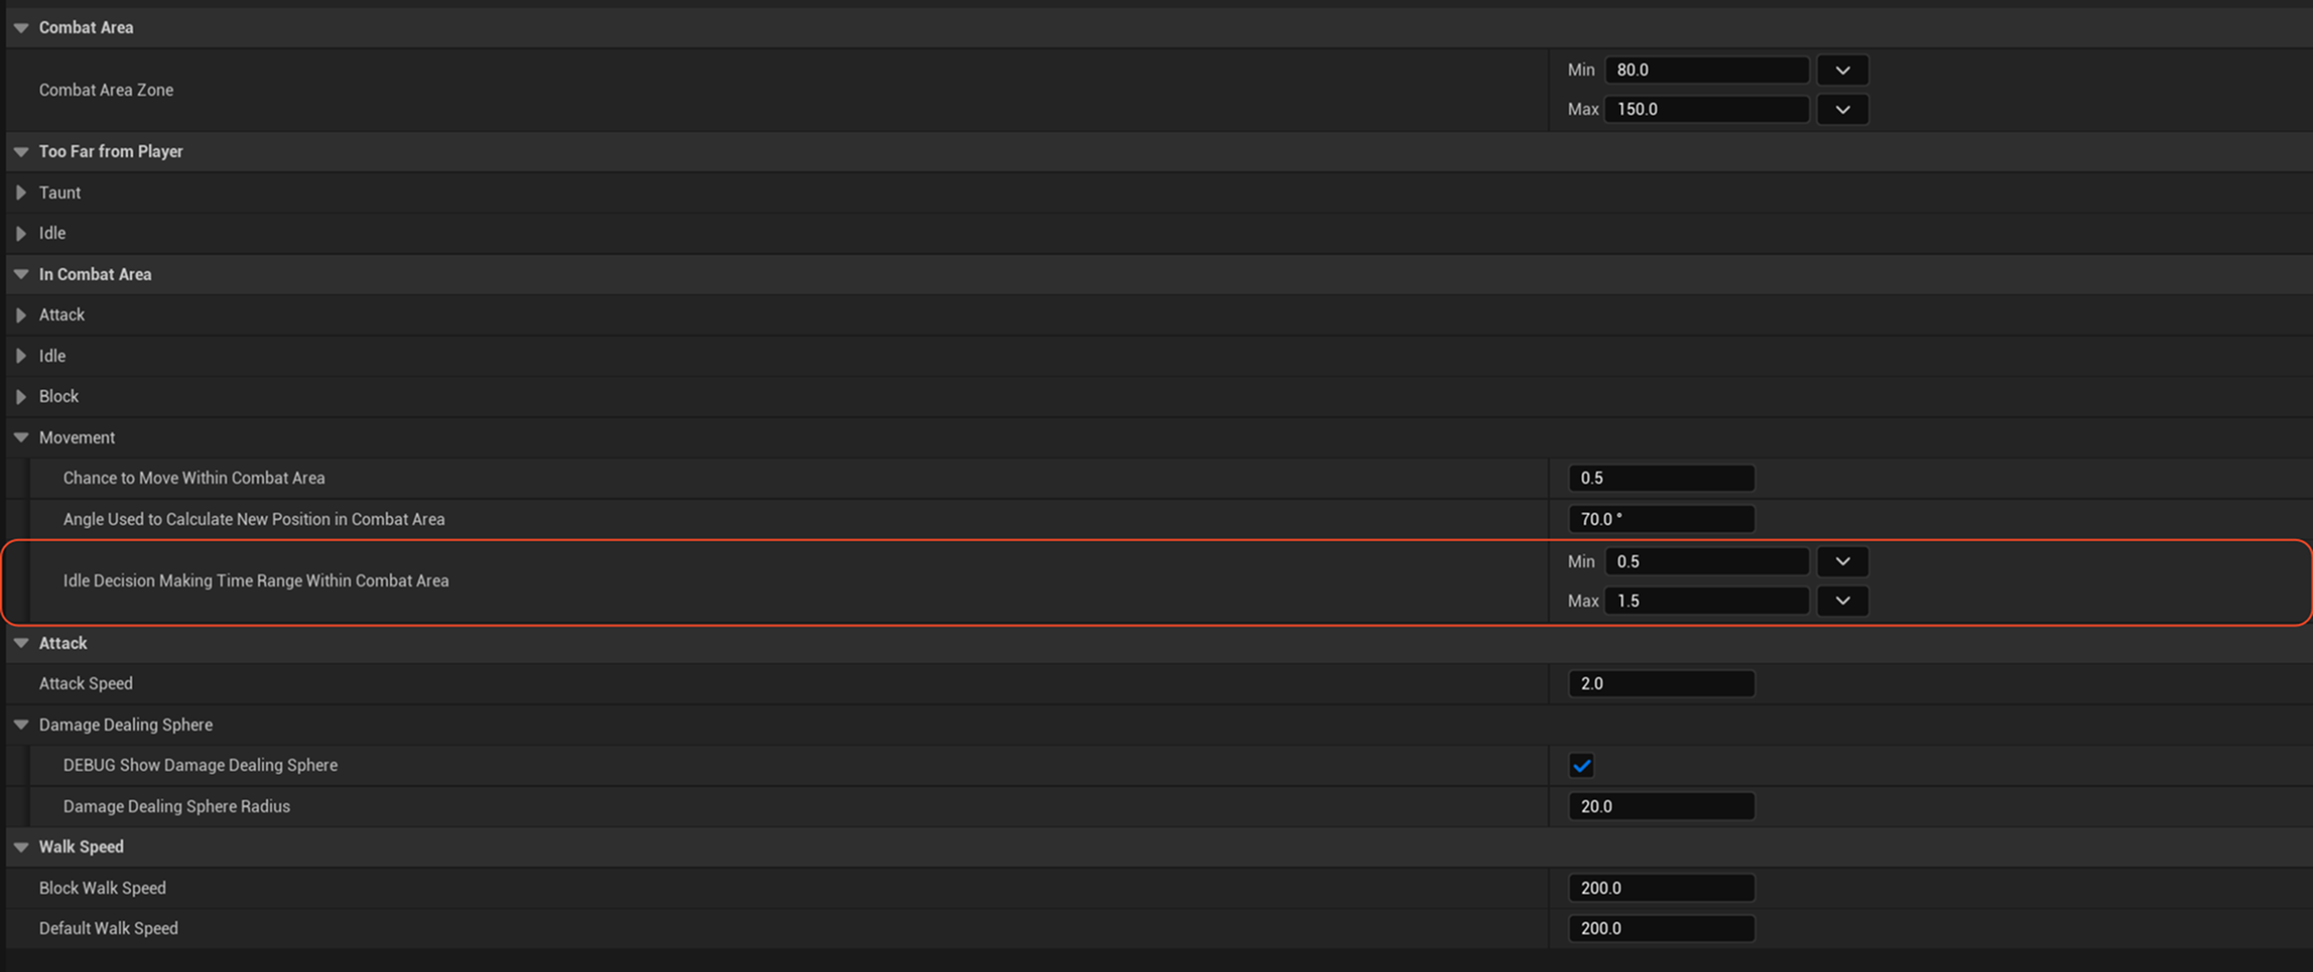 Combat Area
Combat Area Zone
Min 80.0
Max 150.0
Too Far from Player
Taunt
Idle
In Combat Area
Attack
Idle
Block
Movement
Chance to Move Within Combat Area 0.5
Angle Used to Calculate New Position in Combat Area 70.0 °
Idle Decision Making Time Range Within Combat Area
Min 0.5
Max 1.5
Attack
Attack Speed 2.0
Damage Dealing Sphere
DEBUG Show Damage Dealing Sphere
Damage Dealing Sphere Radius 20.0
Walk Speed
Block Walk Speed 200.0
Default Walk Speed 200.0